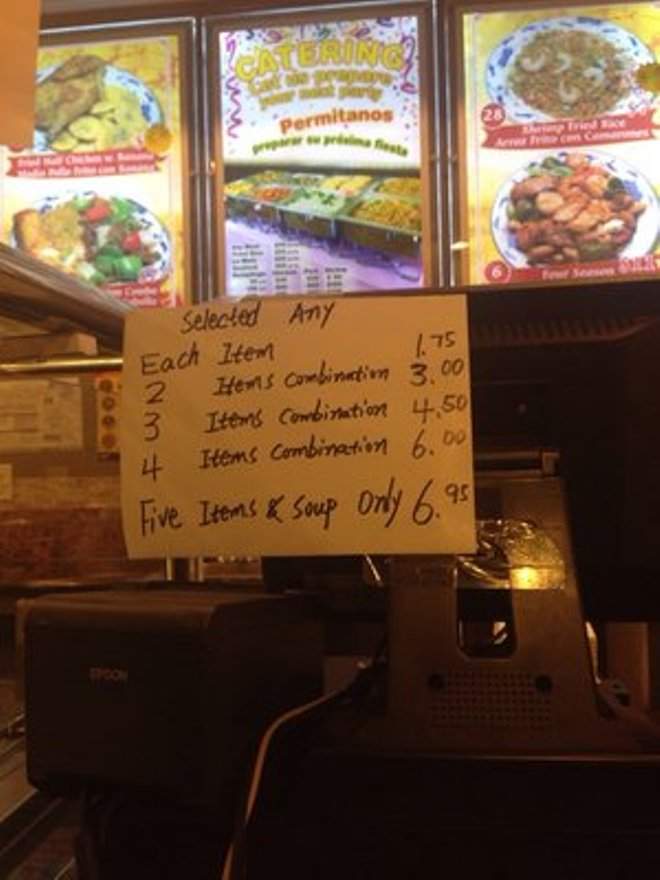 CATERING
Let us prepare
your next party
Permitanos
preparar su próxima fiesta
Fried Half Chicken w. Banana
Medio Pollo Frito con Banana
28
Shrimp Fried Rice
Arroz Frito con Camarones
6
Four Season
Selected Any
Each Item 1.75
2 Items Combination 3.00
3 Items Combination 4.50
4 Items Combination 6.00
Five Items & Soup Only 6.95
EPSON